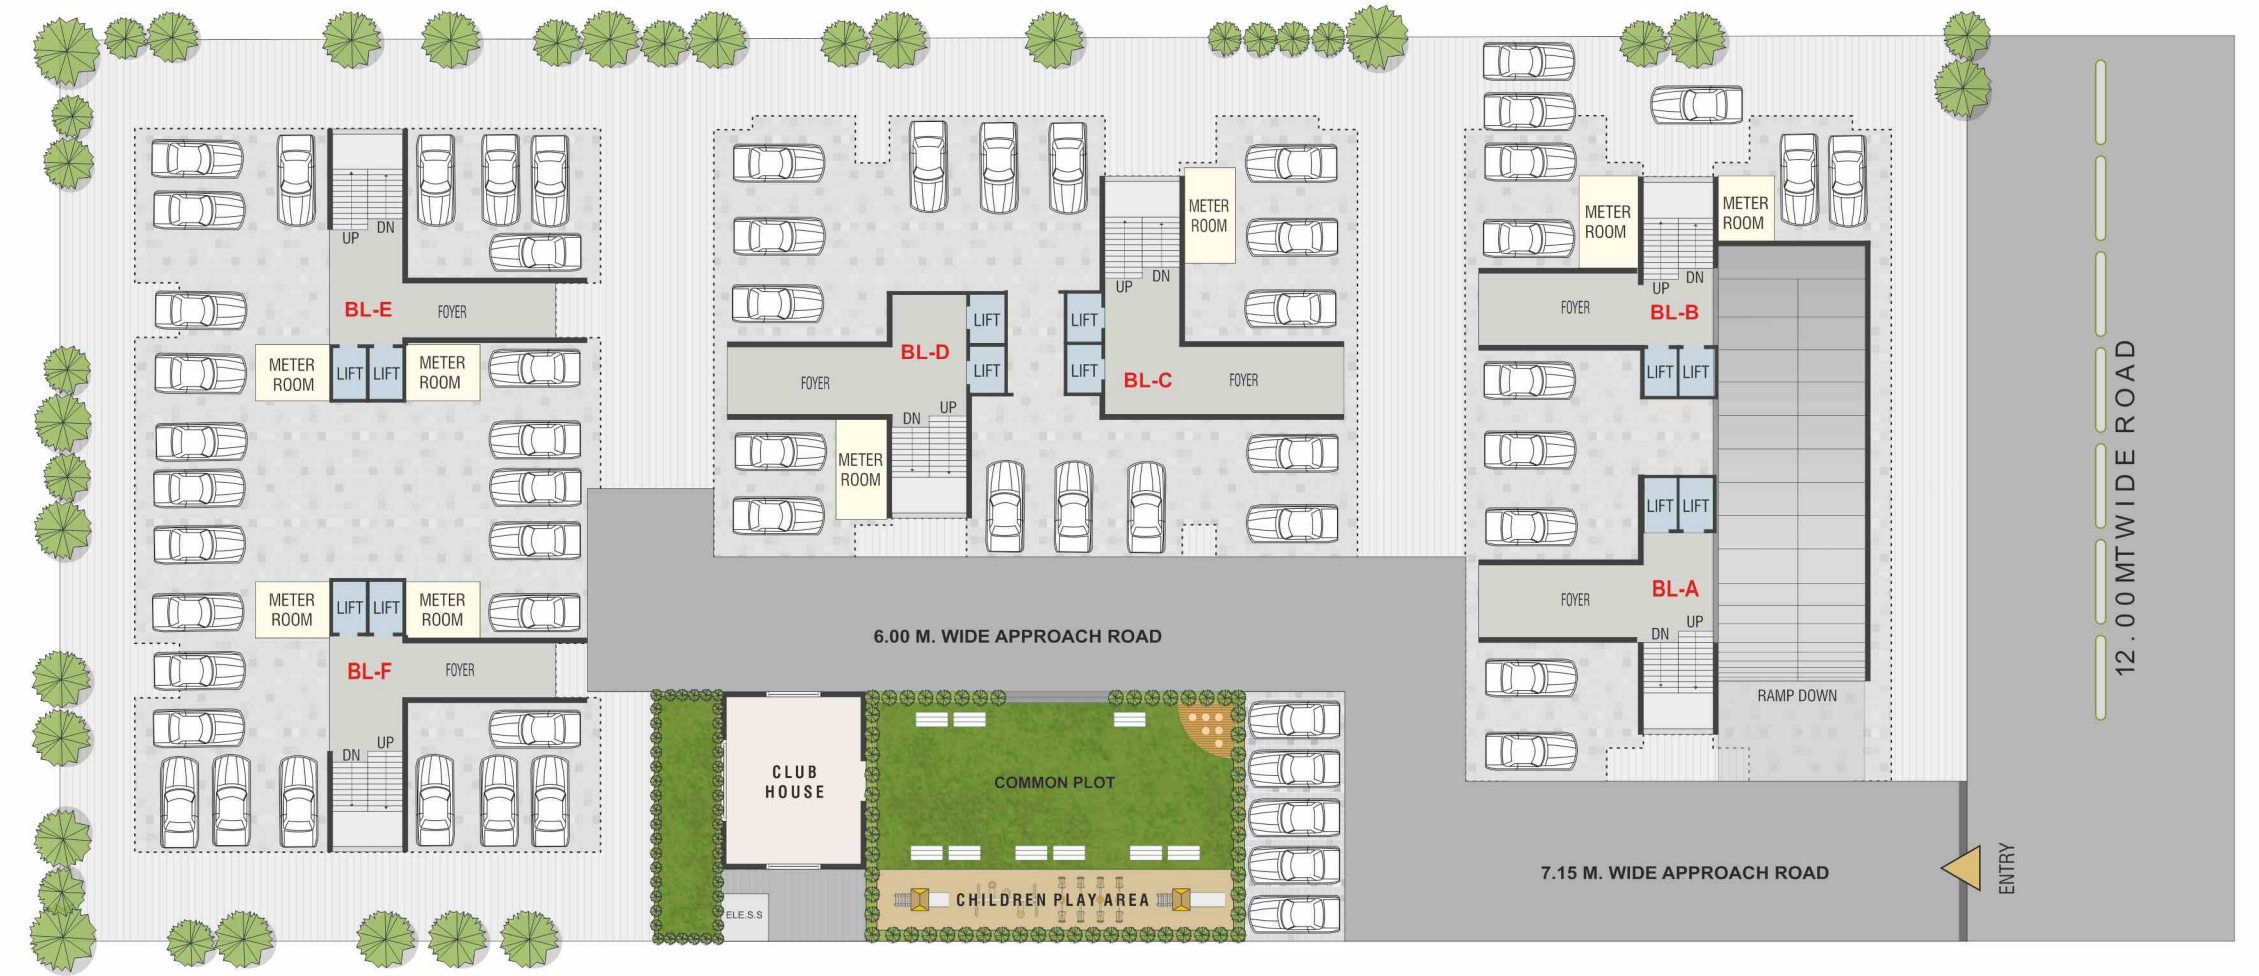 UP
DN
BL-E
FOYER
METER
ROOM
LIFT
LIFT
METER
ROOM
METER
ROOM
LIFT
LIFT
METER
ROOM
BL-F
FOYER
DN
UP
METER
ROOM
UP
DN
LIFT
LIFT
LIFT
LIFT
BL-D
FOYER
BL-C
FOYER
DN
UP
METER
ROOM
METER
ROOM
METER
ROOM
UP
DN
FOYER
BL-B
LIFT
LIFT
LIFT
LIFT
FOYER
BL-A
DN
UP
RAMP DOWN
6.00 M. WIDE APPROACH ROAD
CLUB
HOUSE
COMMON PLOT
CHILDREN PLAY AREA
ELE.S.S
7.15 M. WIDE APPROACH ROAD
ENTRY
12.00 MT WIDE ROAD